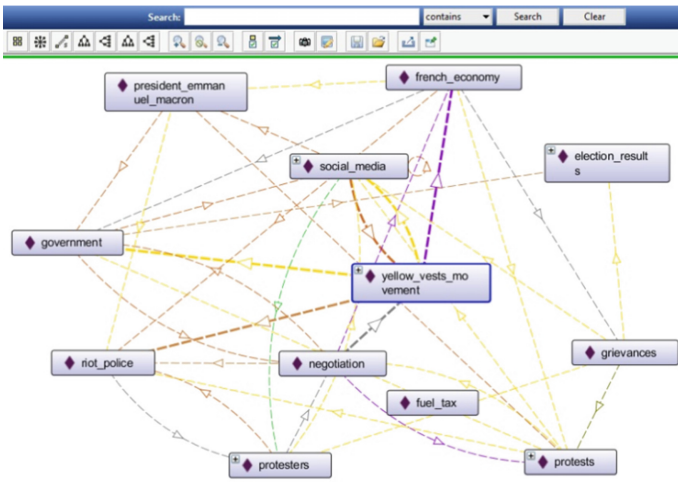 Search:
contains
Search
Clear
president_emman
uel_macron
french_economy
social_media
election_result
s
government
yellow_vests_mo
vement
riot_police
negotiation
grievances
fuel_tax
protesters
protests